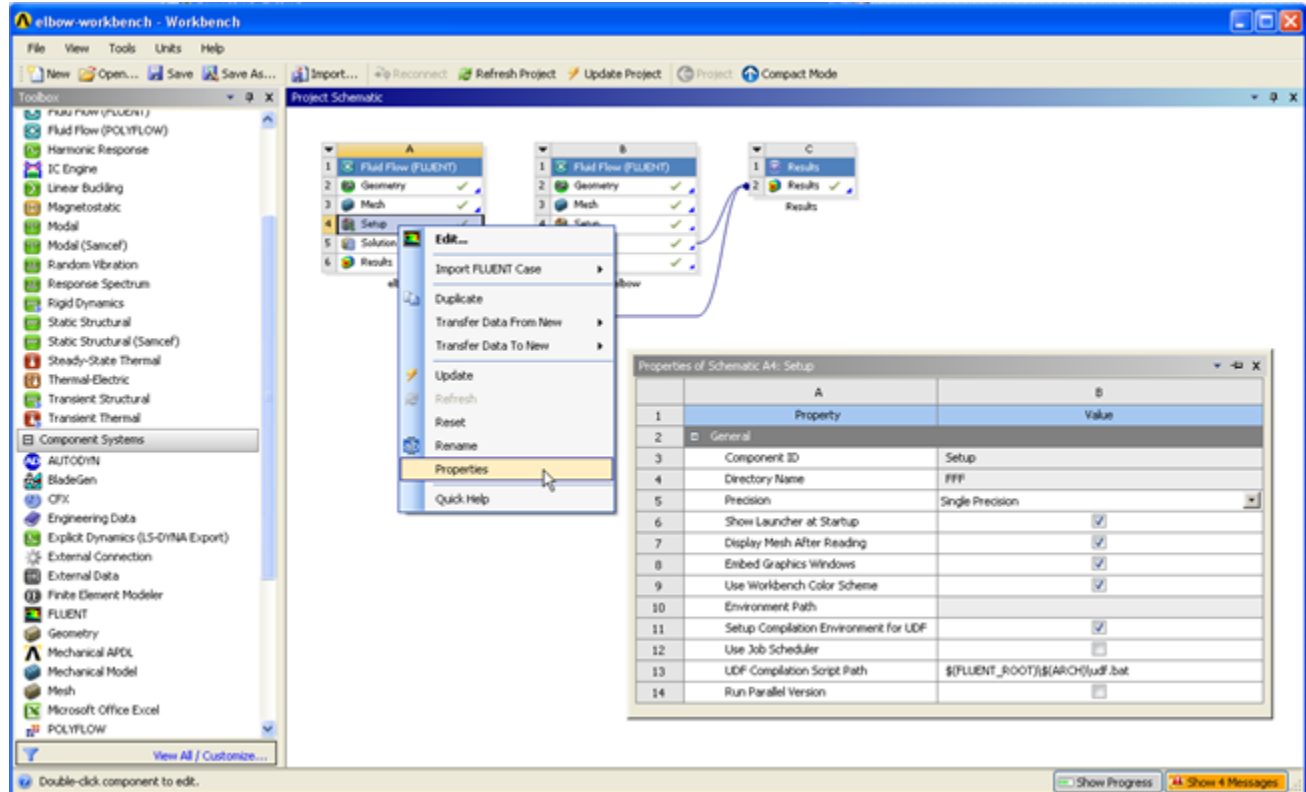 elbow-workbench - Workbench
File View Tools Units Help
New Open... Save Save As... Import... Reconnect Refresh Project Update Project Project Compact Mode
Toolbox
Fluid Flow (FLUENT)
Fluid Flow (POLYFLOW)
Harmonic Response
IC Engine
Linear Buckling
Magnetostatic
Modal
Modal (Samcef)
Random Vibration
Response Spectrum
Rigid Dynamics
Static Structural
Static Structural (Samcef)
Steady-State Thermal
Thermal-Electric
Transient Structural
Transient Thermal
Component Systems
AUTODYN
BladeGen
CFX
Engineering Data
Explicit Dynamics (LS-DYNA Export)
External Connection
External Data
Finite Element Modeler
FLUENT
Geometry
Mechanical APDL
Mechanical Model
Mesh
Microsoft Office Excel
POLYFLOW
View All / Customize...
Project Schematic
A
1 Fluid Flow (FLUENT)
2 Geometry
3 Mesh
4 Setup
5 Solution
6 Results
B
1 Fluid Flow (FLUENT)
2 Geometry
3 Mesh
4 Setup
elbow
C
1 Results
2 Results
Results
Edit...
Import FLUENT Case
Duplicate
Transfer Data From New
Transfer Data To New
Update
Refresh
Reset
Rename
Properties
Quick Help
Properties of Schematic A4: Setup
A B
1 Property Value
2 General
3 Component ID Setup
4 Directory Name FFF
5 Precision Single Precision
6 Show Launcher at Startup
7 Display Mesh After Reading
8 Embed Graphics Windows
9 Use Workbench Color Scheme
10 Environment Path
11 Setup Compilation Environment for UDF
12 Use Job Scheduler
13 UDF Compilation Script Path $(FLUENT_ROOT)\$(ARCH)\udf.bat
14 Run Parallel Version
Double-click component to edit.
Show Progress Show 4 Messages